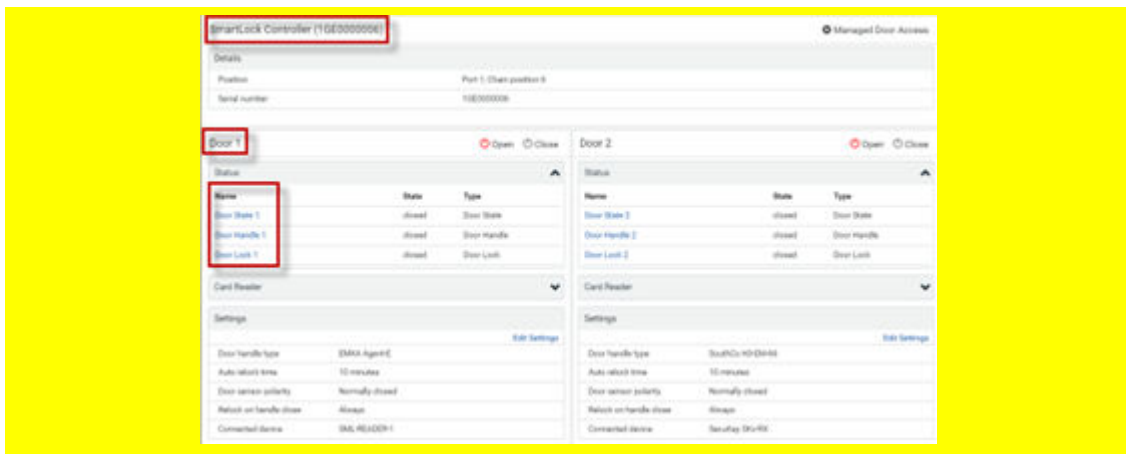 SmartLock Controller (1GE0000006)
Managed Door Access
Details
Position Port 1: Chain position 6
Serial number 1GE0000006
Door 1 Open Close
Status
Name State Type
Door State 1 closed Door State
Door Handle 1 closed Door Handle
Door Lock 1 closed Door Lock
Card Reader
Settings
Edit Settings
Door handle type EMKA Agent-E
Auto relock time 10 minutes
Door sensor polarity Normally closed
Relock on handle close Always
Connected device
Door 2 Open Close
Status
Name State Type
Door State 2 closed Door State
Door Handle 2 closed Door Handle
Door Lock 2 closed Door Lock
Card Reader
Settings
Edit Settings
Door handle type SouthCo
Auto relock time 10 minutes
Door sensor polarity Normally closed
Relock on handle close Always
Connected device